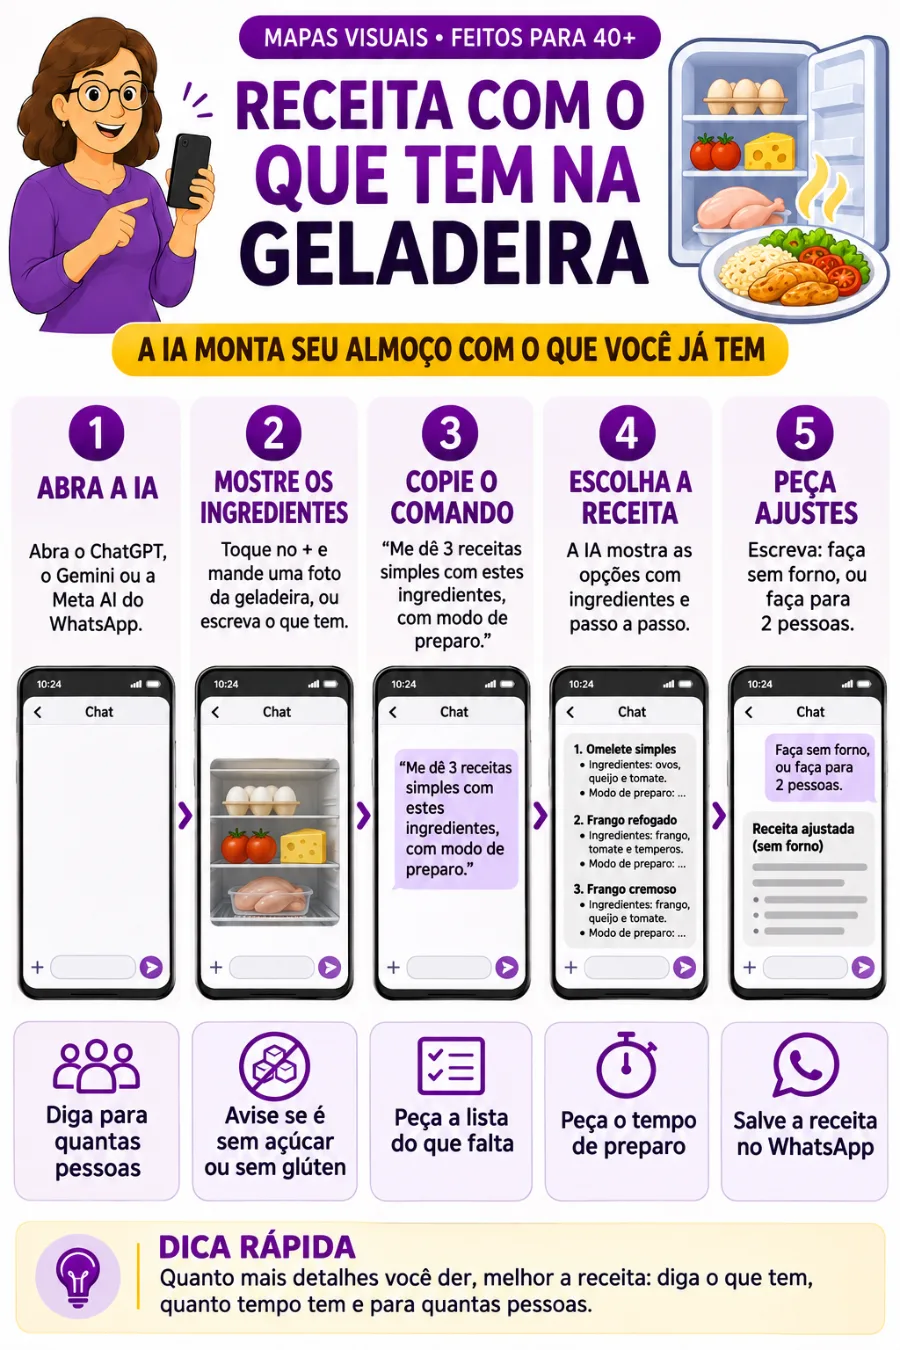 MAPAS VISUAIS • FEITOS PARA 40+
RECEITA COM O
QUE TEM NA
GELADEIRA
A IA MONTA SEU ALMOÇO COM O QUE VOCÊ JÁ TEM
1
ABRA A IA
Abra o ChatGPT,
o Gemini ou a
Meta AI do
WhatsApp.
2
MOSTRE OS
INGREDIENTES
Toque no + e
mande uma foto
da geladeira, ou
escreva o que tem.
3
COPIE O
COMANDO
“Me dê 3 receitas
simples com estes
ingredientes,
com modo de
preparo.”
4
ESCOLHA A
RECEITA
A IA mostra as
opções com
ingredientes e
passo a passo.
5
PEÇA
AJUSTES
Escreva: faça
sem forno, ou
faça para
2 pessoas.
10:24
Chat
+
10:24
Chat
+
10:24
Chat
“Me dê 3 receitas
simples com
estes
ingredientes,
com modo de
preparo.”
+
10:24
Chat
1. Omelete simples
• Ingredientes: ovos,
queijo e tomate.
• Modo de preparo: ...
2. Frango refogado
• Ingredientes: frango,
tomate e temperos.
• Modo de preparo: ...
3. Frango cremoso
• Ingredientes: frango,
queijo e tomate.
• Modo de preparo: ...
+
10:24
Chat
Faça sem forno,
ou faça para
2 pessoas.
Receita ajustada
(sem forno)
+
Diga para
quantas
pessoas
Avise se é
sem açúcar
ou sem glúten
Peça a lista
do que falta
Peça o tempo
de preparo
Salve a receita
no WhatsApp
DICA RÁPIDA
Quanto mais detalhes você der, melhor a receita: diga o que tem,
quanto tempo tem e para quantas pessoas.